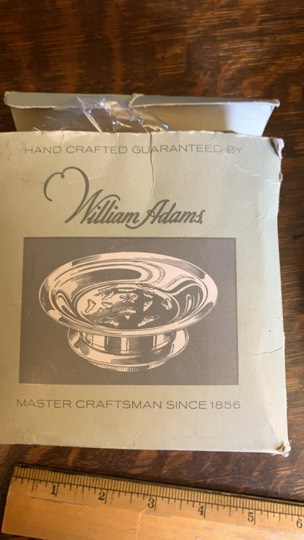 HAND CRAFTED GUARANTEED BY
William Adams
MASTER CRAFTSMAN SINCE 1856
1 2 3 4 5 6